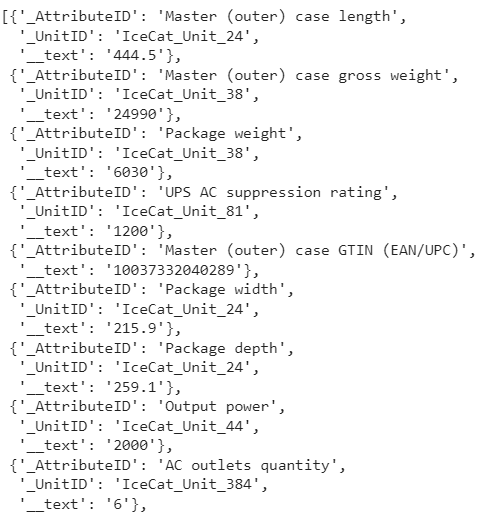 [{'_AttributeID': 'Master (outer) case length',
'_UnitID': 'IceCat_Unit_24',
'__text': '444.5'},
{'_AttributeID': 'Master (outer) case gross weight',
'_UnitID': 'IceCat_Unit_38',
'__text': '24990'},
{'_AttributeID': 'Package weight',
'_UnitID': 'IceCat_Unit_38',
'__text': '6030'},
{'_AttributeID': 'UPS AC suppression rating',
'_UnitID': 'IceCat_Unit_81',
'__text': '1200'},
{'_AttributeID': 'Master (outer) case GTIN (EAN/UPC)',
'__text': '10037332040289'},
{'_AttributeID': 'Package width',
'_UnitID': 'IceCat_Unit_24',
'__text': '215.9'},
{'_AttributeID': 'Package depth',
'_UnitID': 'IceCat_Unit_24',
'__text': '259.1'},
{'_AttributeID': 'Output power',
'_UnitID': 'IceCat_Unit_44',
'__text': '2000'},
{'_AttributeID': 'AC outlets quantity',
'_UnitID': 'IceCat_Unit_384',
'__text': '6'},